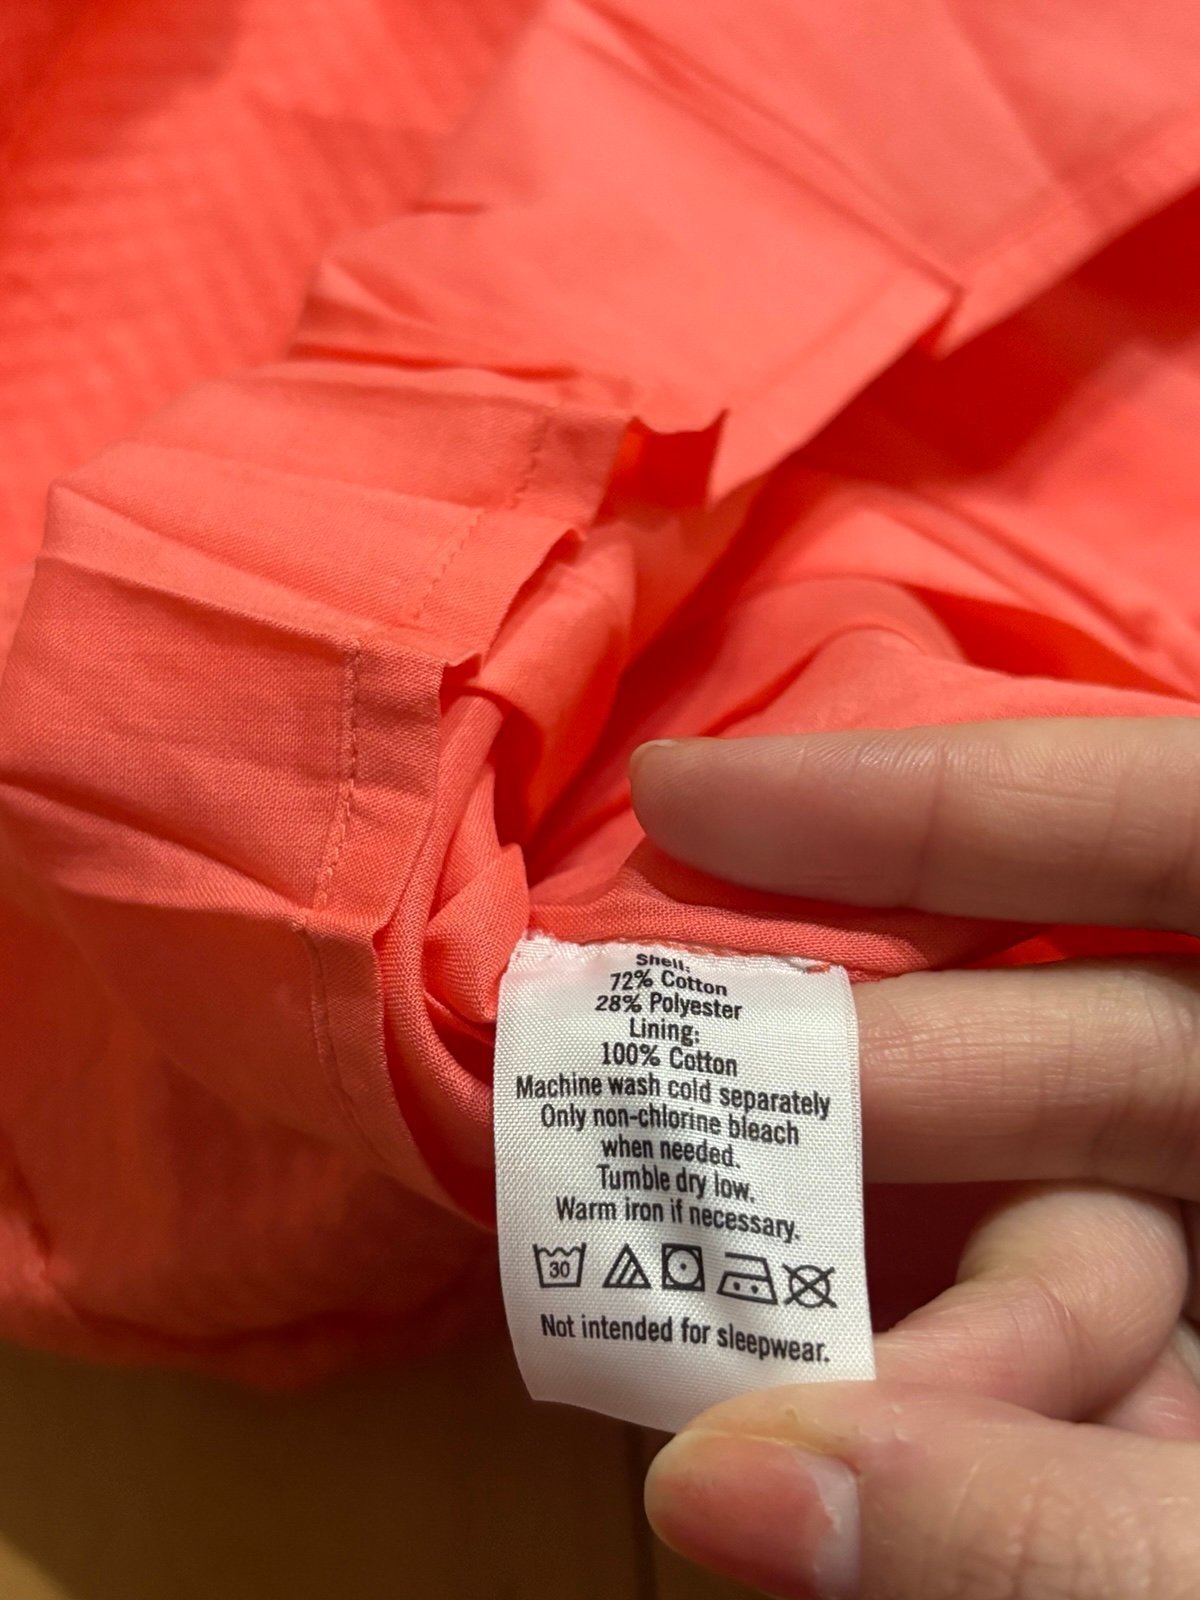 Shell:
72% Cotton
28% Polyester
Lining:
100% Cotton
Machine wash cold separately
Only non-chlorine bleach
when needed.
Tumble dry low.
Warm iron if necessary.
30
Not intended for sleepwear.